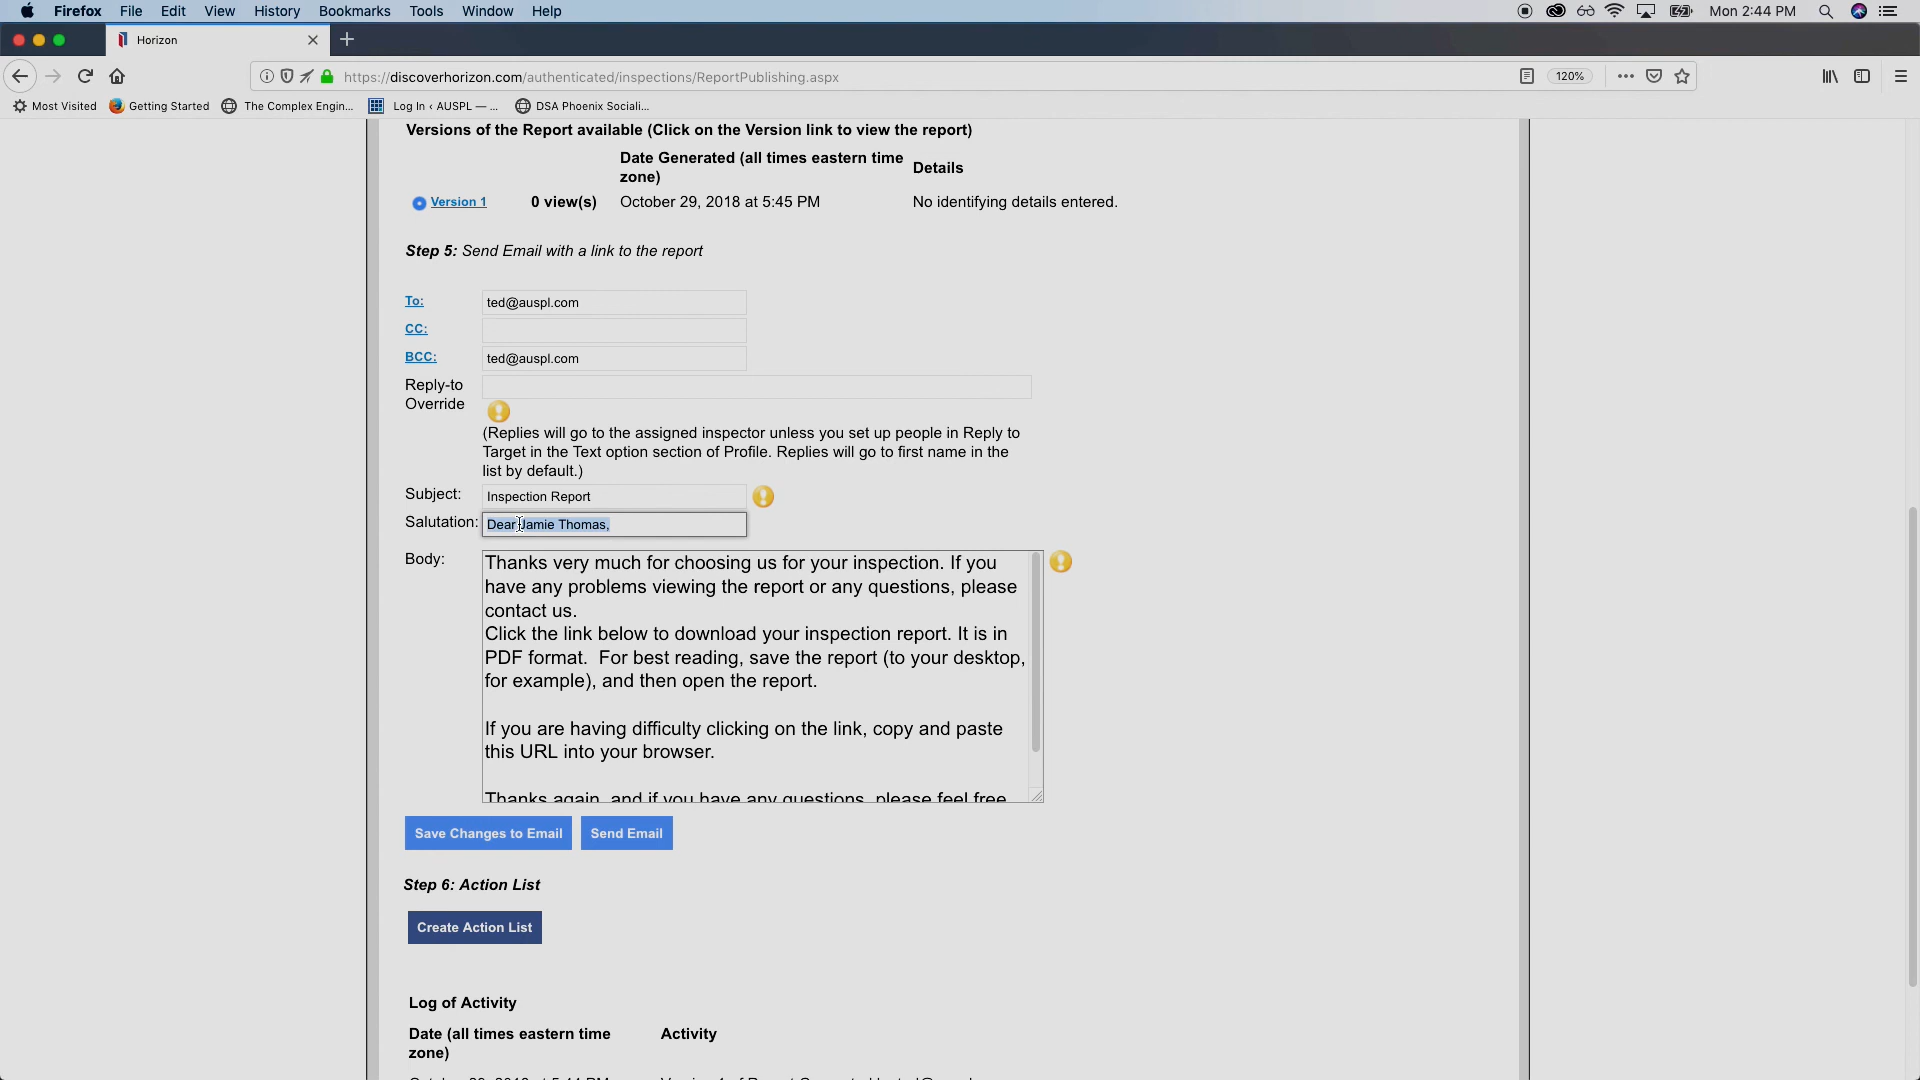 Firefox File Edit View History Bookmarks Tools Window Help Mon 2:44 PM
Horizon
https://discoverhorizon.com/authenticated/inspections/ReportPublishing.aspx 120%
Most Visited Getting Started The Complex Engin... Log In ‹ AUSPL — ... DSA Phoenix Sociali...
Versions of the Report available (Click on the Version link to view the report)
Date Generated (all times eastern time
zone)
Details
Version 1 0 view(s) October 29, 2018 at 5:45 PM No identifying details entered.
Step 5: Send Email with a link to the report
To: ted@auspl.com
CC:
BCC: ted@auspl.com
Reply-to
Override
(Replies will go to the assigned inspector unless you set up people in Reply to
Target in the Text option section of Profile. Replies will go to first name in the
list by default.)
Subject: Inspection Report
Salutation: Dear Jamie Thomas,
Body:
Thanks very much for choosing us for your inspection. If you
have any problems viewing the report or any questions, please
contact us.
Click the link below to download your inspection report. It is in
PDF format.  For best reading, save the report (to your desktop,
for example), and then open the report.
If you are having difficulty clicking on the link, copy and paste
this URL into your browser.
Thanks again, and if you have any questions, please feel free
Save Changes to Email Send Email
Step 6: Action List
Create Action List
Log of Activity
Date (all times eastern time
zone)
Activity